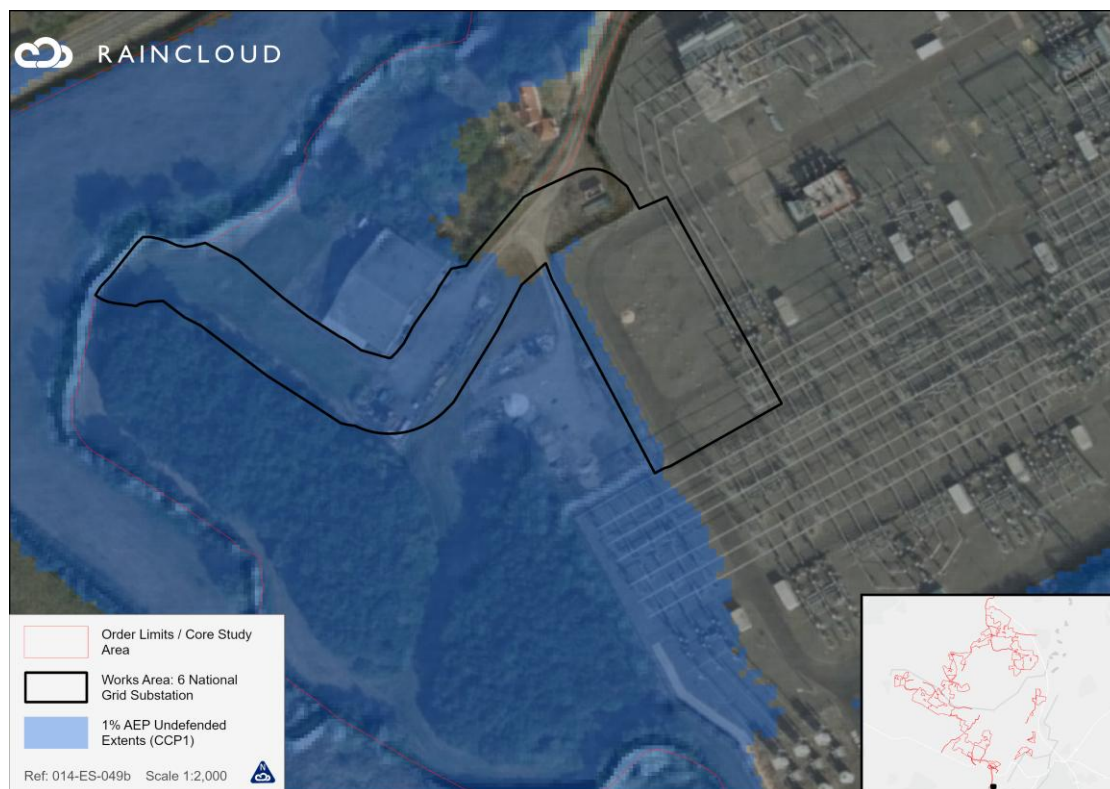 RAINCLOUD
Order Limits / Core Study
Area
Works Area: 6 National
Grid Substation
1% AEP Undefended
Extents (CCP1)
Ref: 014-ES-049b Scale 1:2,000
N